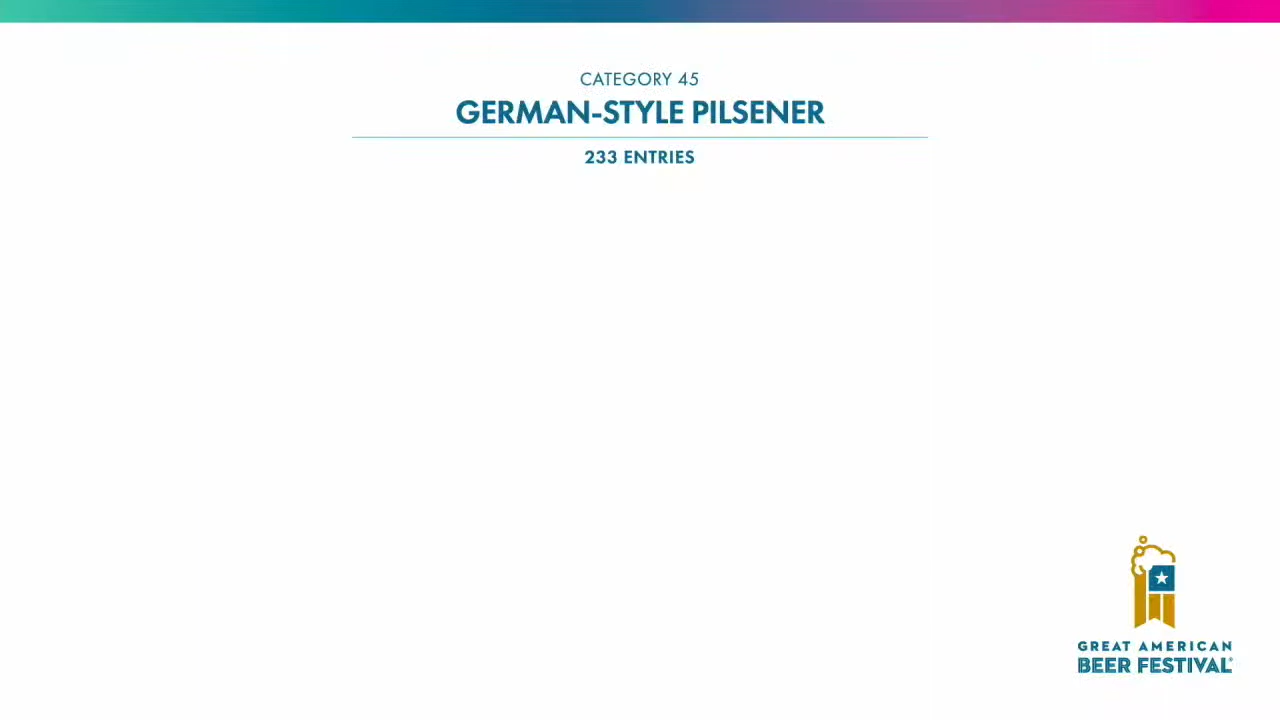 CATEGORY 45
GERMAN-STYLE PILSENER
233 ENTRIES
GREAT AMERICAN
BEER FESTIVAL®